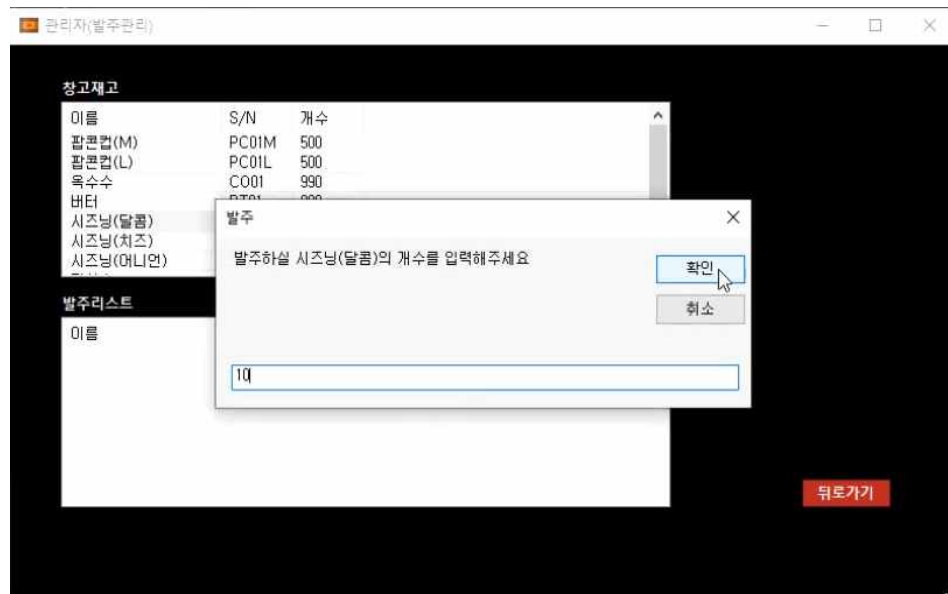 관리자(발주관리)
창고재고
이름 S/N 개수
팝콘컵(M) PC01M 500
팝콘컵(L) PC01L 500
옥수수 CO01 990
버터
시즈닝(달콤)
시즈닝(치즈)
시즈닝(어니언)
발주
발주하실 시즈닝(달콤)의 개수를 입력해주세요
확인
취소
10
발주리스트
이름
뒤로가기